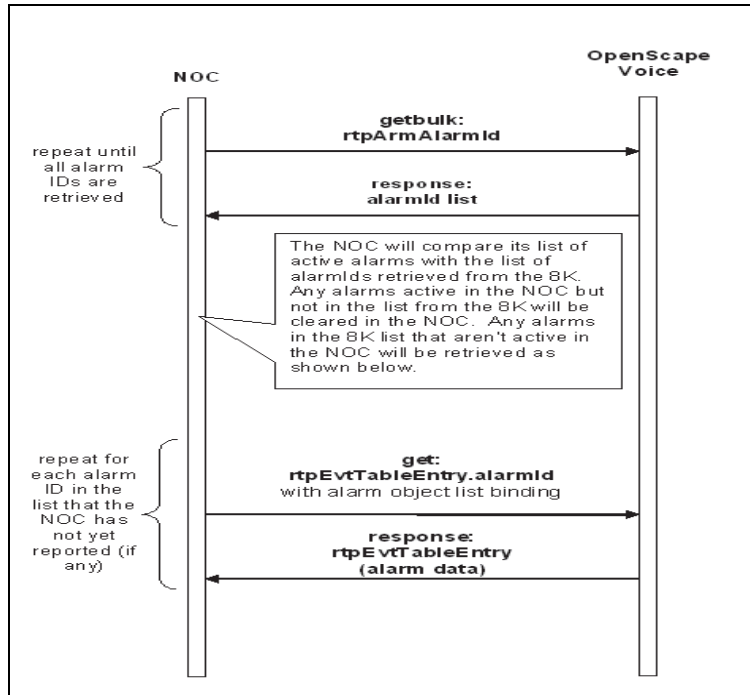 NOC
OpenScape
Voice
repeat until
all alarm
IDs are
retrieved
getbulk:
rtpArmAlarmId
response:
alarmId list
The NOC will compare its list of
active alarms with the list of
alarmIds retrieved from the 8K.
Any alarms active in the NOC but
not in the list from the 8K will be
cleared in the NOC.  Any alarms
in the 8K list that aren't active in
the NOC will be retrieved as
shown below.
repeat for
each alarm
ID in the
list that the
NOC has
not yet
reported (if
any)
get:
rtpEvtTableEntry.alarmId
with alarm object list binding
response:
rtpEvtTableEntry
(alarm data)